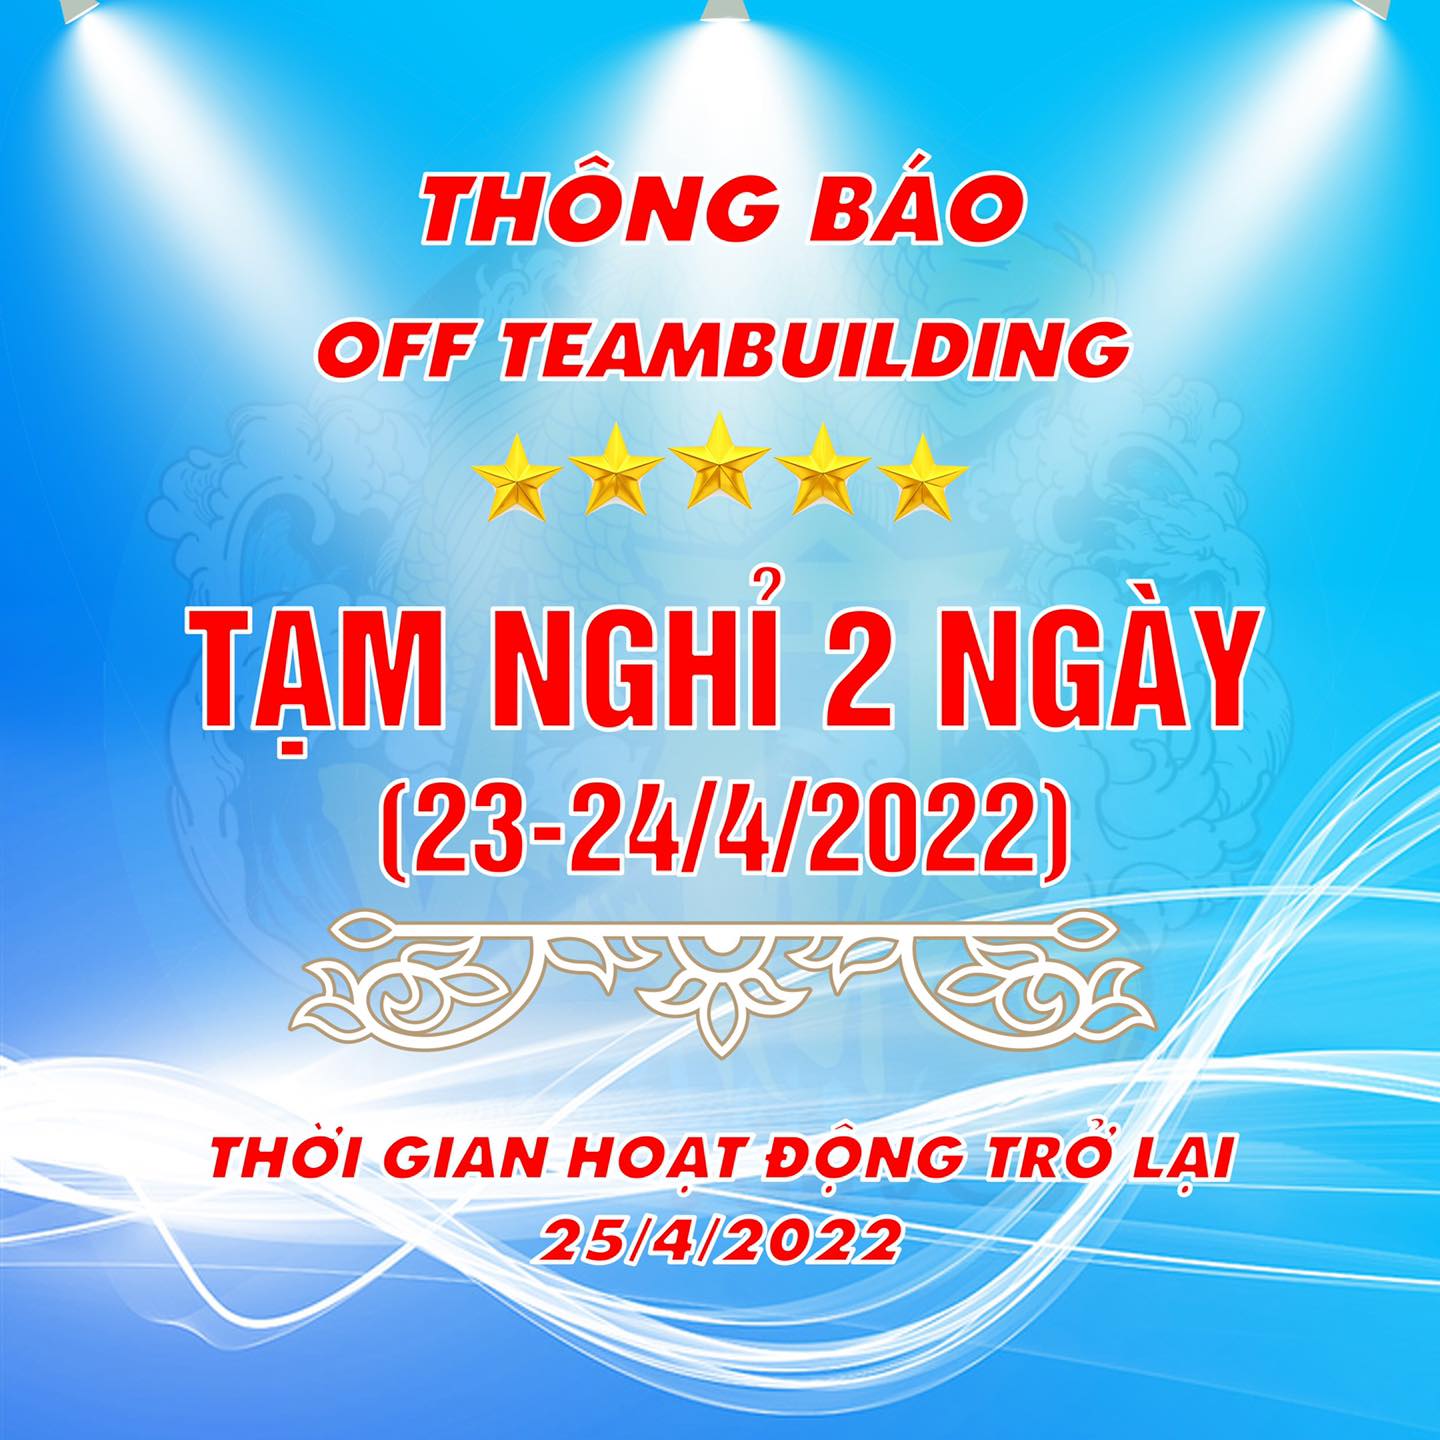 THÔNG BÁO
OFF TEAMBUILDING
TẠM NGHỈ 2 NGÀY
(23-24/4/2022)
THỜI GIAN HOẠT ĐỘNG TRỞ LẠI
25/4/2022